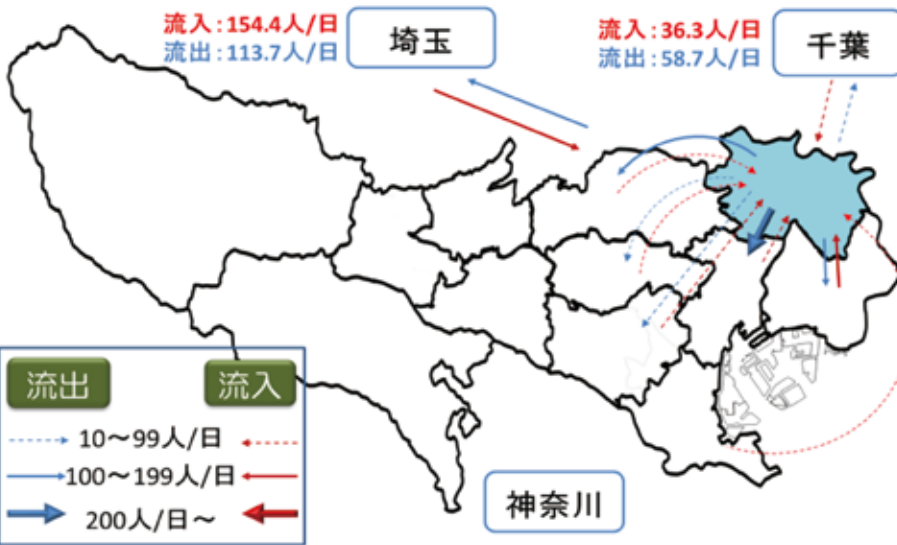 流入:154.4人/日
流出:113.7人/日
埼玉
流入:36.3人/日
流出:58.7人/日
千葉
流出
流入
10～99人/日
100～199人/日
200人/日～
神奈川